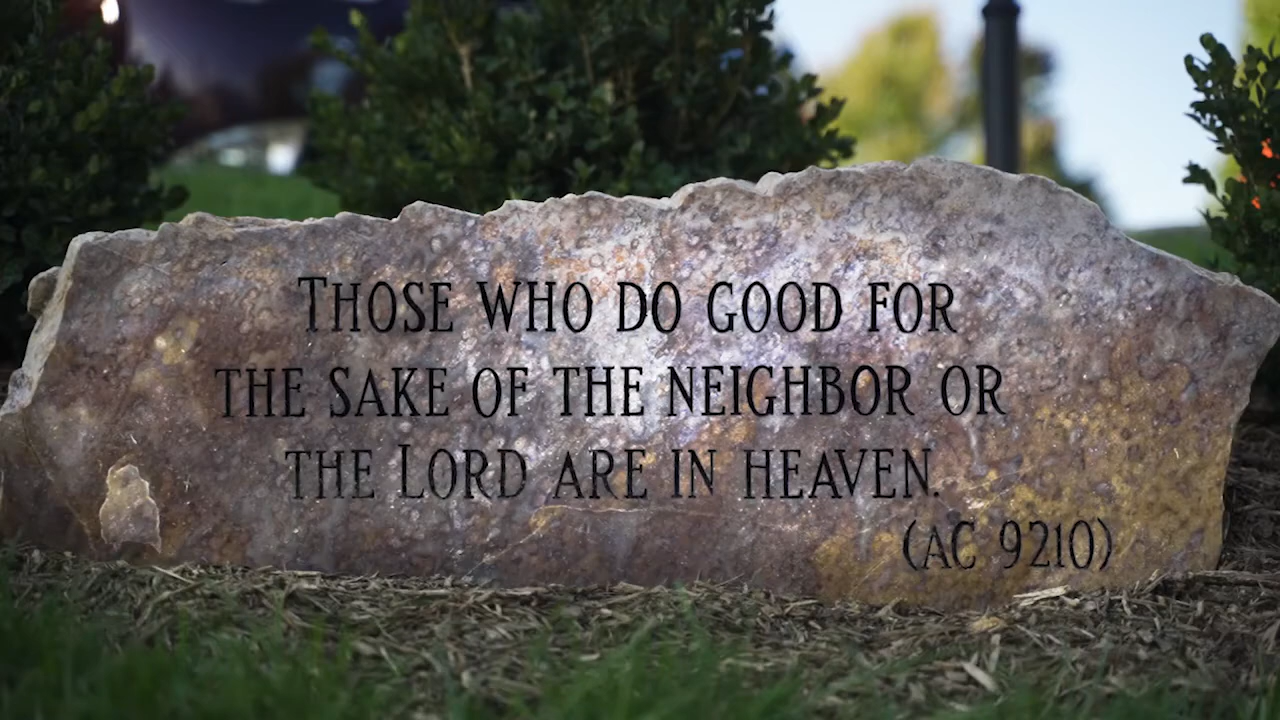 Those who do good for
the sake of the neighbor or
the Lord are in heaven.
(AC 9210)